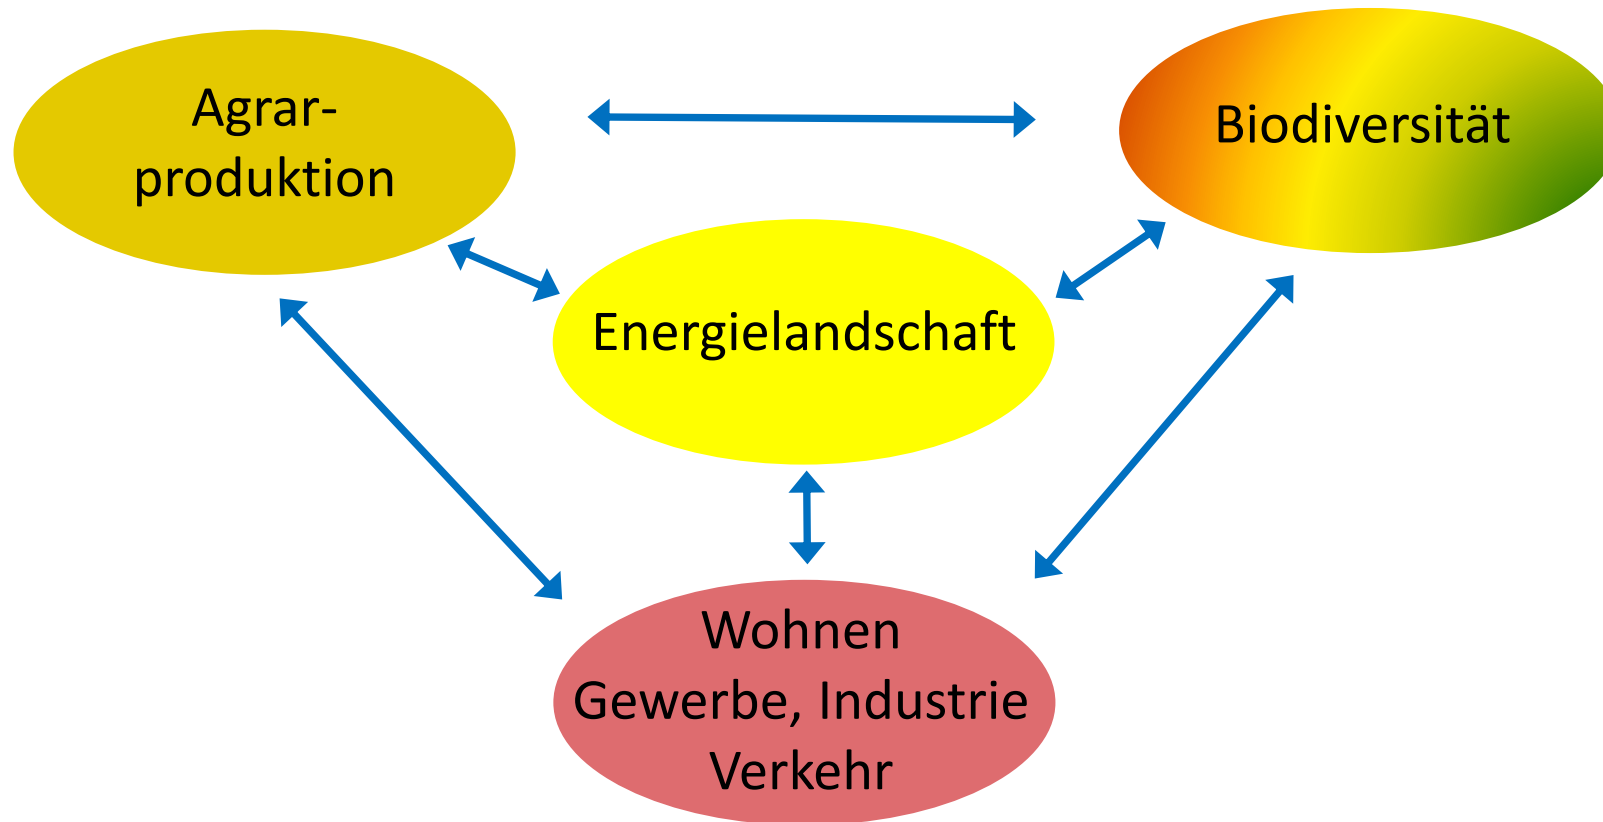 Agrar-
produktion
Biodiversität
Energielandschaft
Wohnen
Gewerbe, Industrie
Verkehr